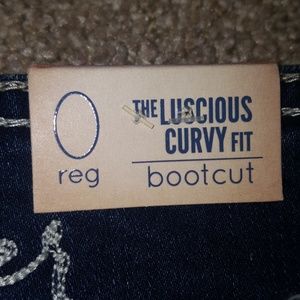 0
reg
THE LUSCIOUS
CURVY FIT
bootcut